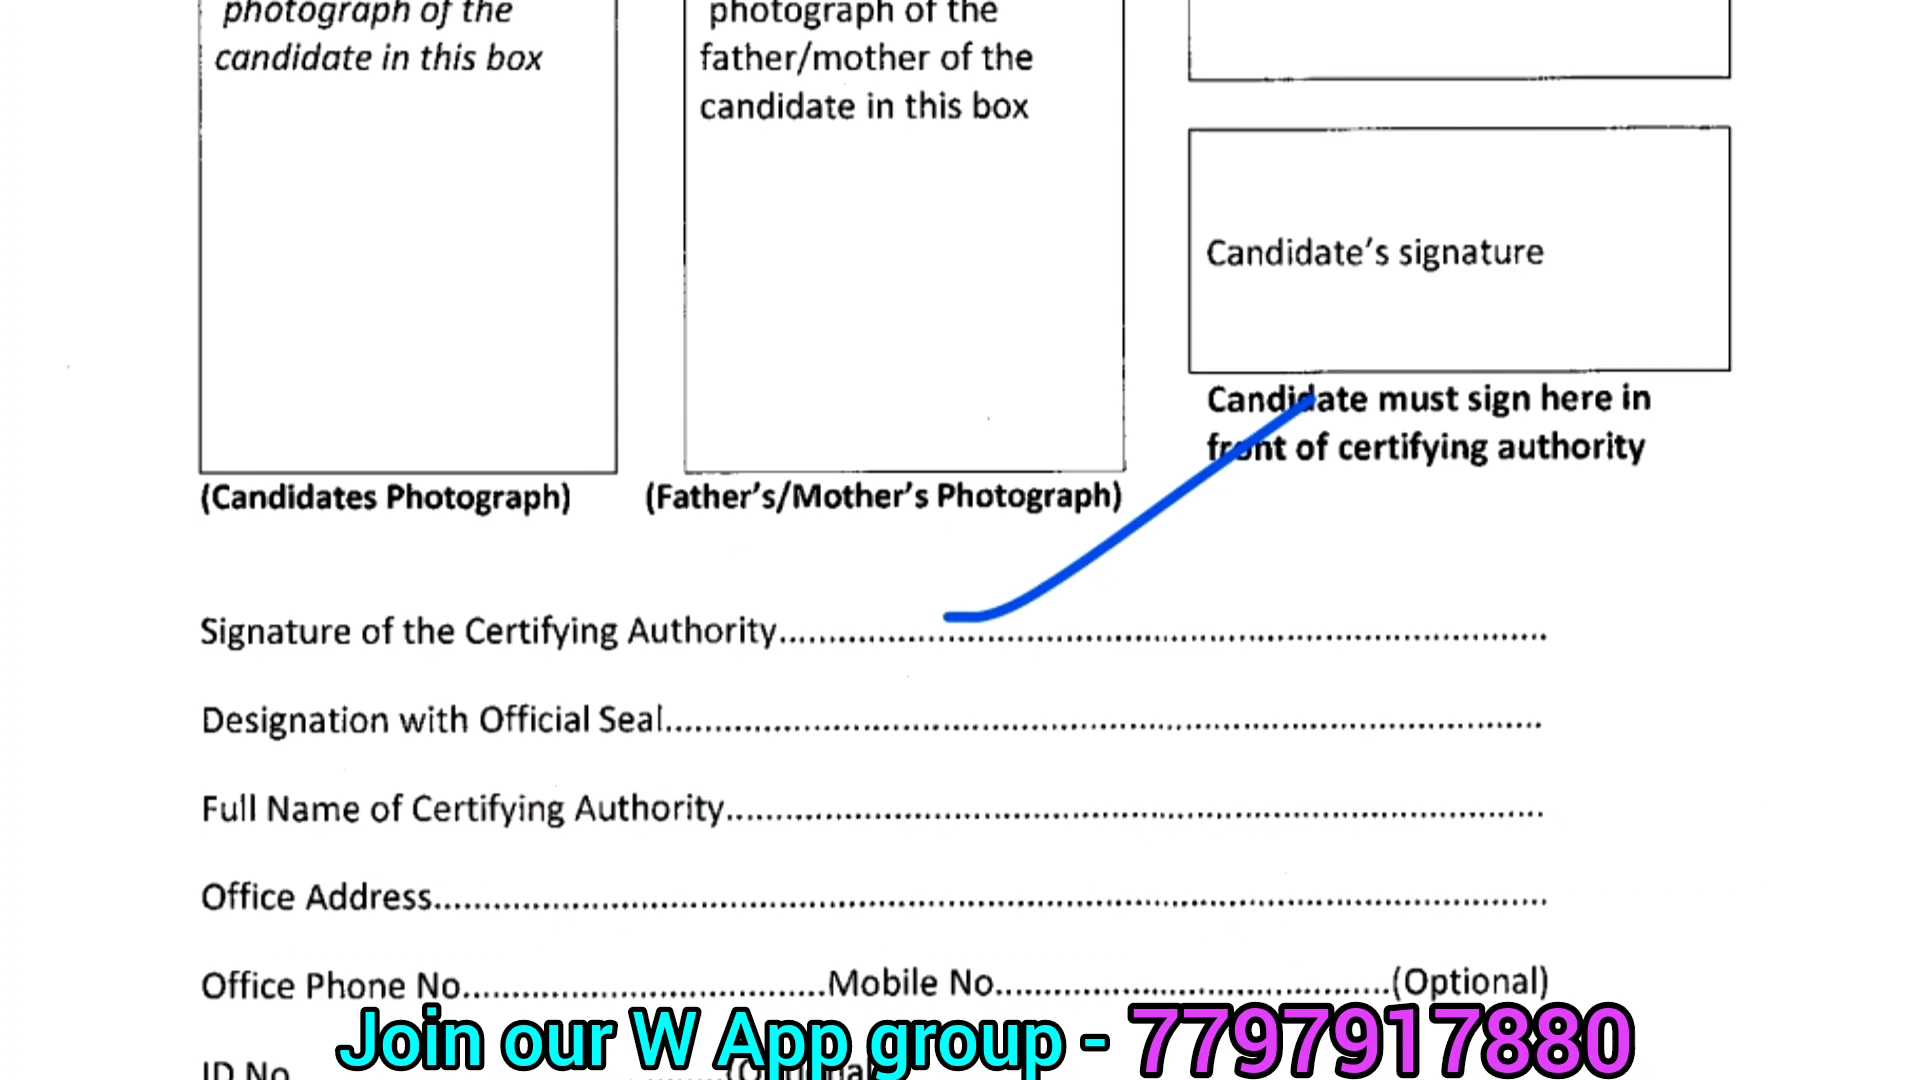 photograph of the
candidate in this box
photograph of the
father/mother of the
candidate in this box
Candidate's signature
Candidate must sign here in
front of certifying authority
(Candidates Photograph)
(Father's/Mother's Photograph)
Signature of the Certifying Authority..........................................................................................
Designation with Official Seal..........................................................................................
Full Name of Certifying Authority..........................................................................................
Office Address..........................................................................................
Office Phone No.....................................Mobile No........................................(Optional)
Join our W App group - 7797917880
ID No